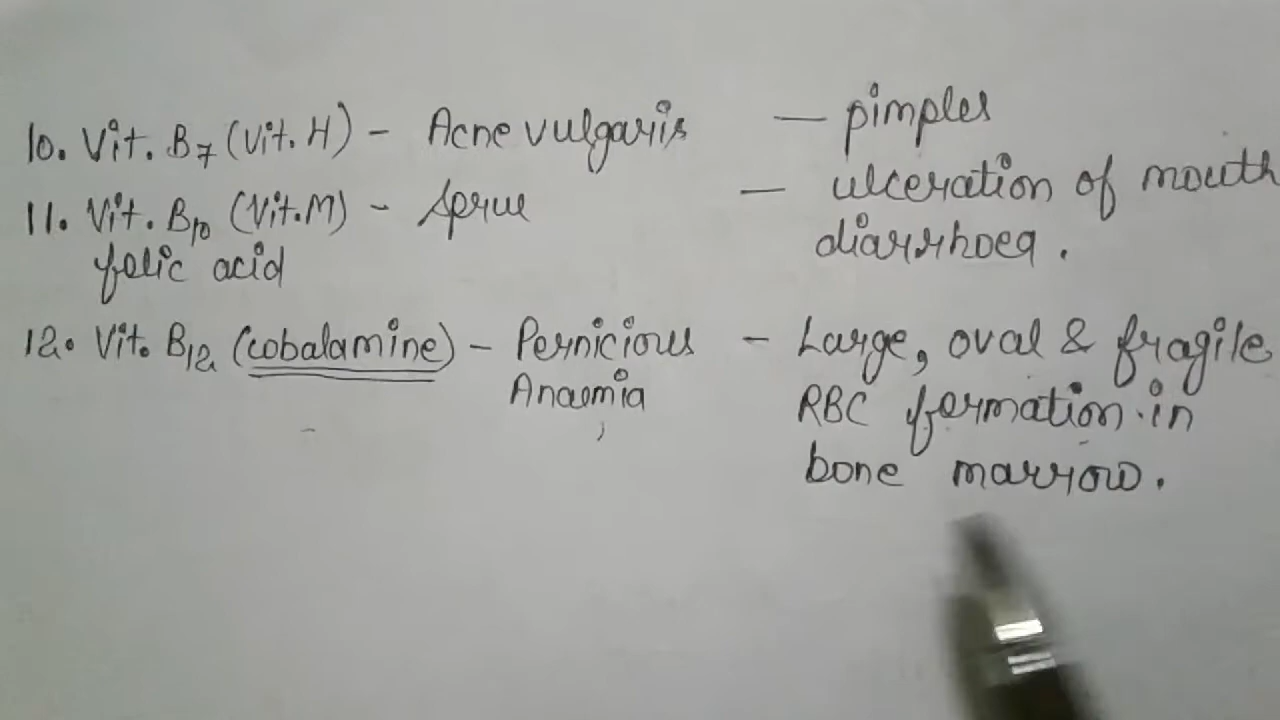 10. Vit. B7 (Vit. H) - Acne vulgaris — pimples
11. Vit. B10 (Vit. M) - Sprue — ulceration of mouth
folic acid diarrhoea.
12. Vit. B12 (cobalamine) - Pernicious - Large, oval & fragile
Anaemia RBC formation in
bone marrow.